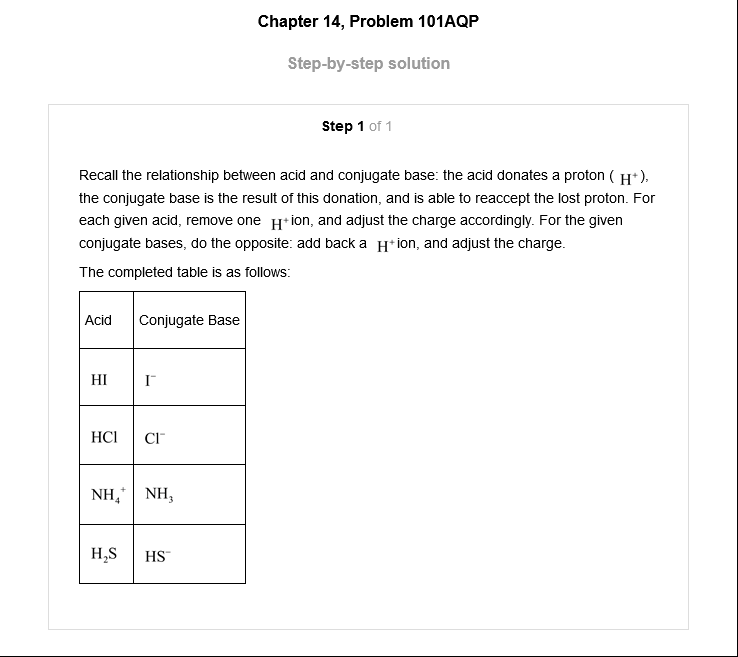 Chapter 14, Problem 101AQP
Step-by-step solution
Step 1 of 1
Recall the relationship between acid and conjugate base: the acid donates a proton ( H⁺),
the conjugate base is the result of this donation, and is able to reaccept the lost proton. For
each given acid, remove one H⁺ ion, and adjust the charge accordingly. For the given
conjugate bases, do the opposite: add back a H⁺ ion, and adjust the charge.
The completed table is as follows:
Acid Conjugate Base
HI I⁻
HCl Cl⁻
NH₄⁺ NH₃
H₂S HS⁻